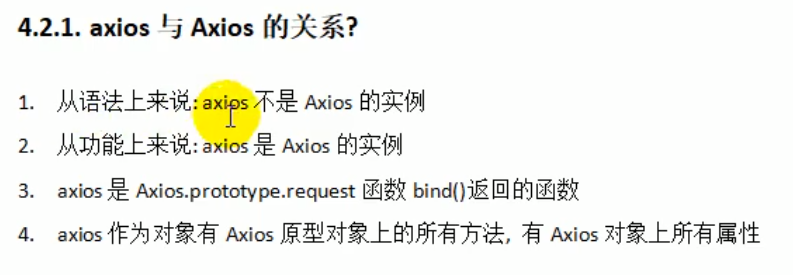 4.2.1. axios 与 Axios 的关系?
1. 从语法上来说: axios 不是 Axios 的实例
2. 从功能上来说: axios 是 Axios 的实例
3. axios 是 Axios.prototype.request 函数 bind()返回的函数
4. axios 作为对象有 Axios 原型对象上的所有方法, 有 Axios 对象上所有属性